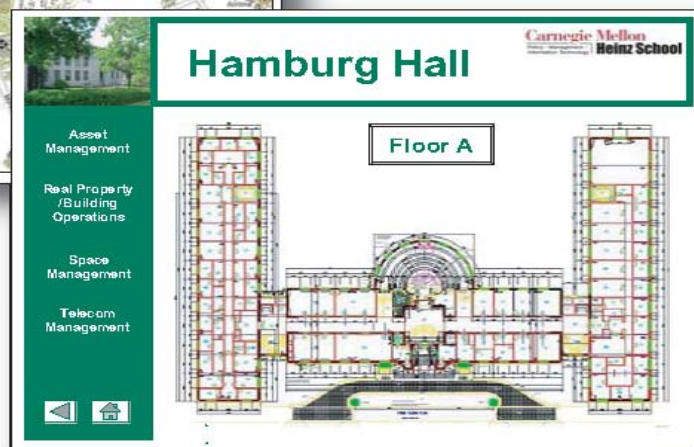 Hamburg Hall
Carnegie Mellon
Heinz School
Floor A
Asset
Management
Real Property
/Building
Operations
Space
Management
Telecom
Management